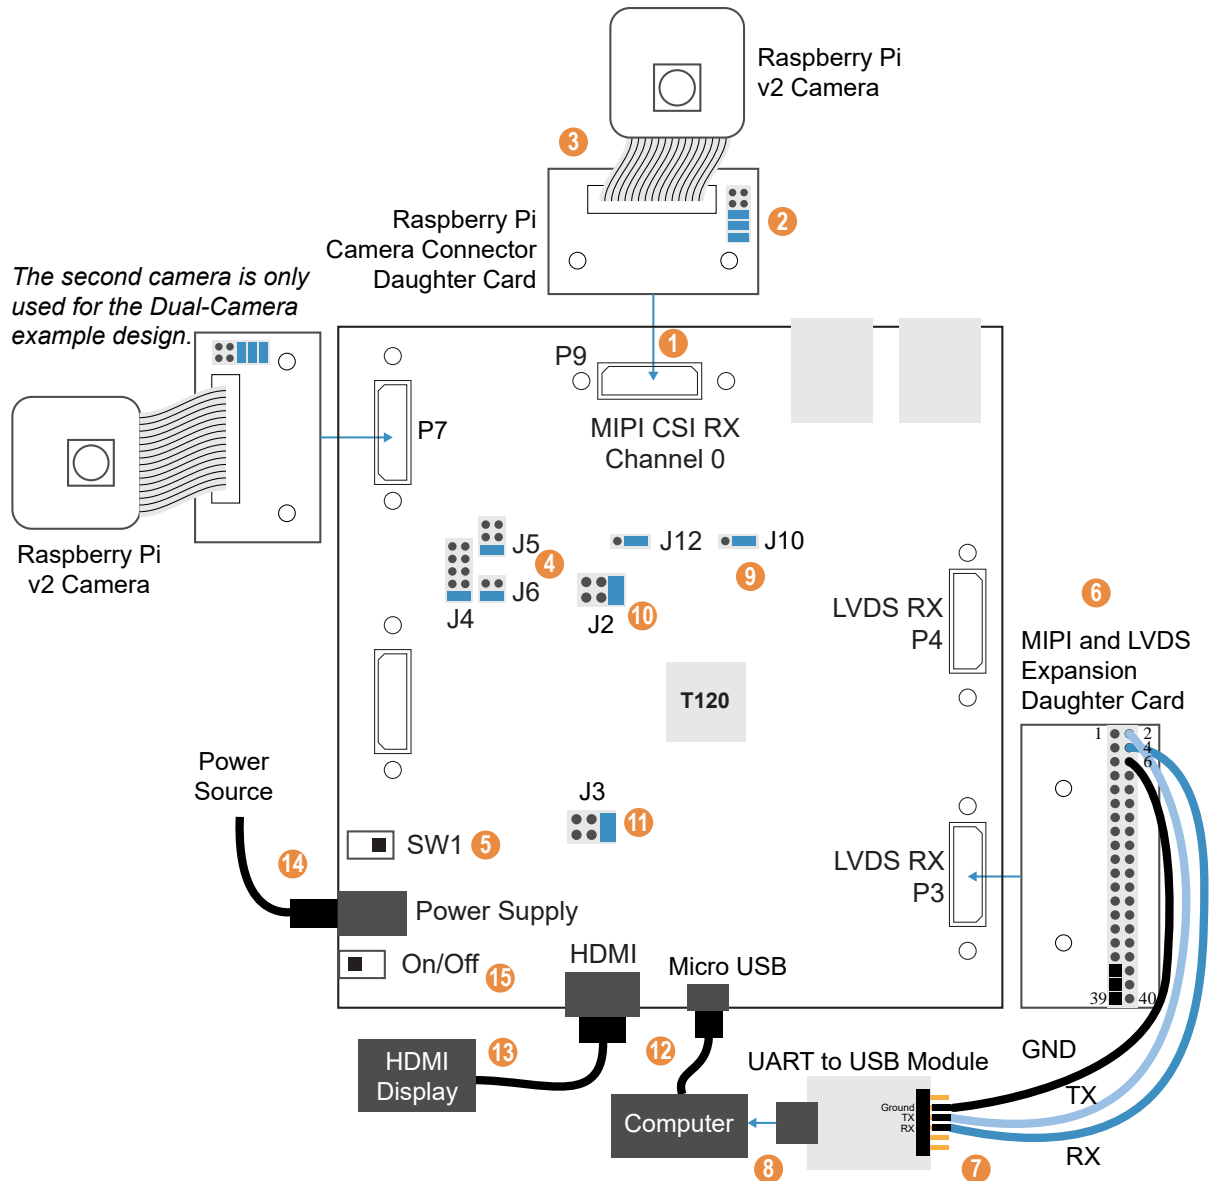 Raspberry Pi
v2 Camera
3
2
Raspberry Pi
Camera Connector
Daughter Card
The second camera is only
used for the Dual-Camera
example design.
1
P9
MIPI CSI RX
Channel 0
P7
Raspberry Pi
v2 Camera
J5
4
J6
J4
J12
J10
9
J2
10
LVDS RX
P4
6
MIPI and LVDS
Expansion
Daughter Card
T120
1
2
4
6
39
40
Power
Source
14
J3
11
SW1
5
LVDS RX
P3
Power Supply
On/Off
15
HDMI
Micro USB
HDMI
Display
13
12
Computer
8
UART to USB Module
Ground
TX
RX
7
GND
TX
RX